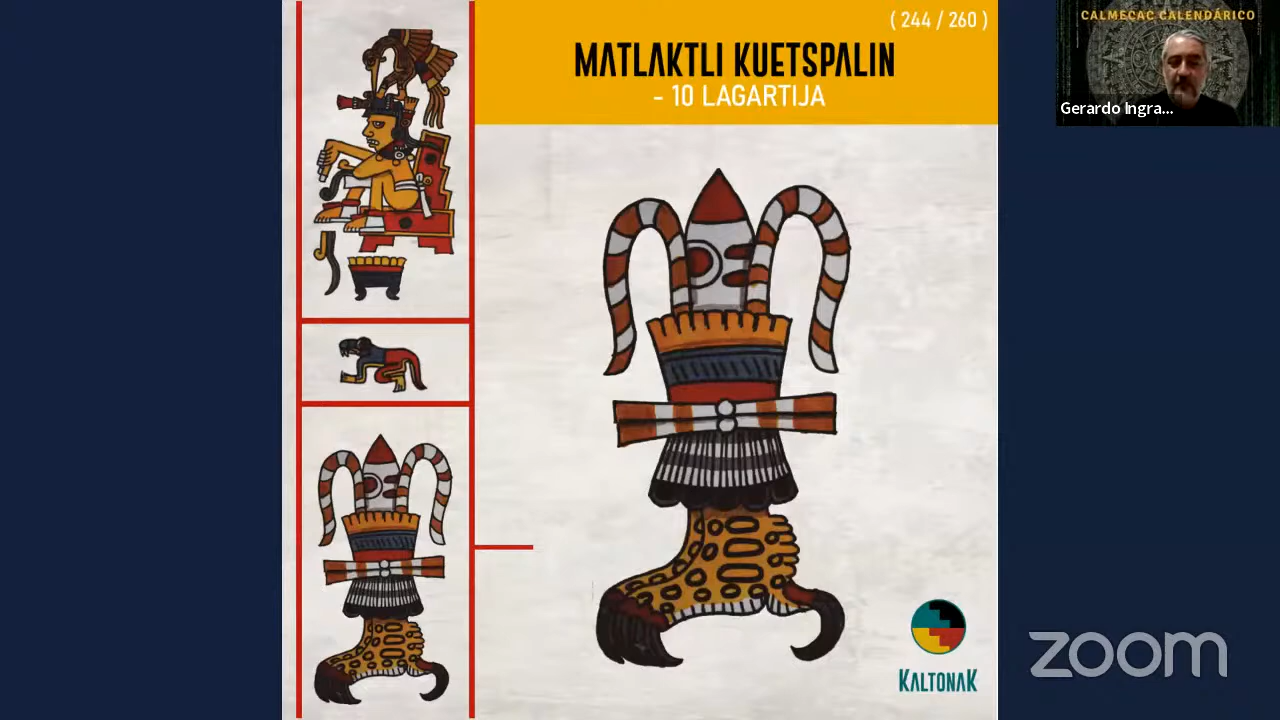 ( 244 / 260 )
MATLAKTLI KUETSPALIN
- 10 LAGARTIJA
CALMECAC CALENDÁRICO
Gerardo Ingra...
KALTONAK
zoom